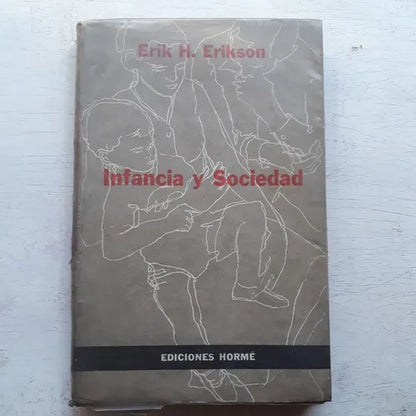 Erik H. Erikson
Infancia y Sociedad
EDICIONES HORMÉ